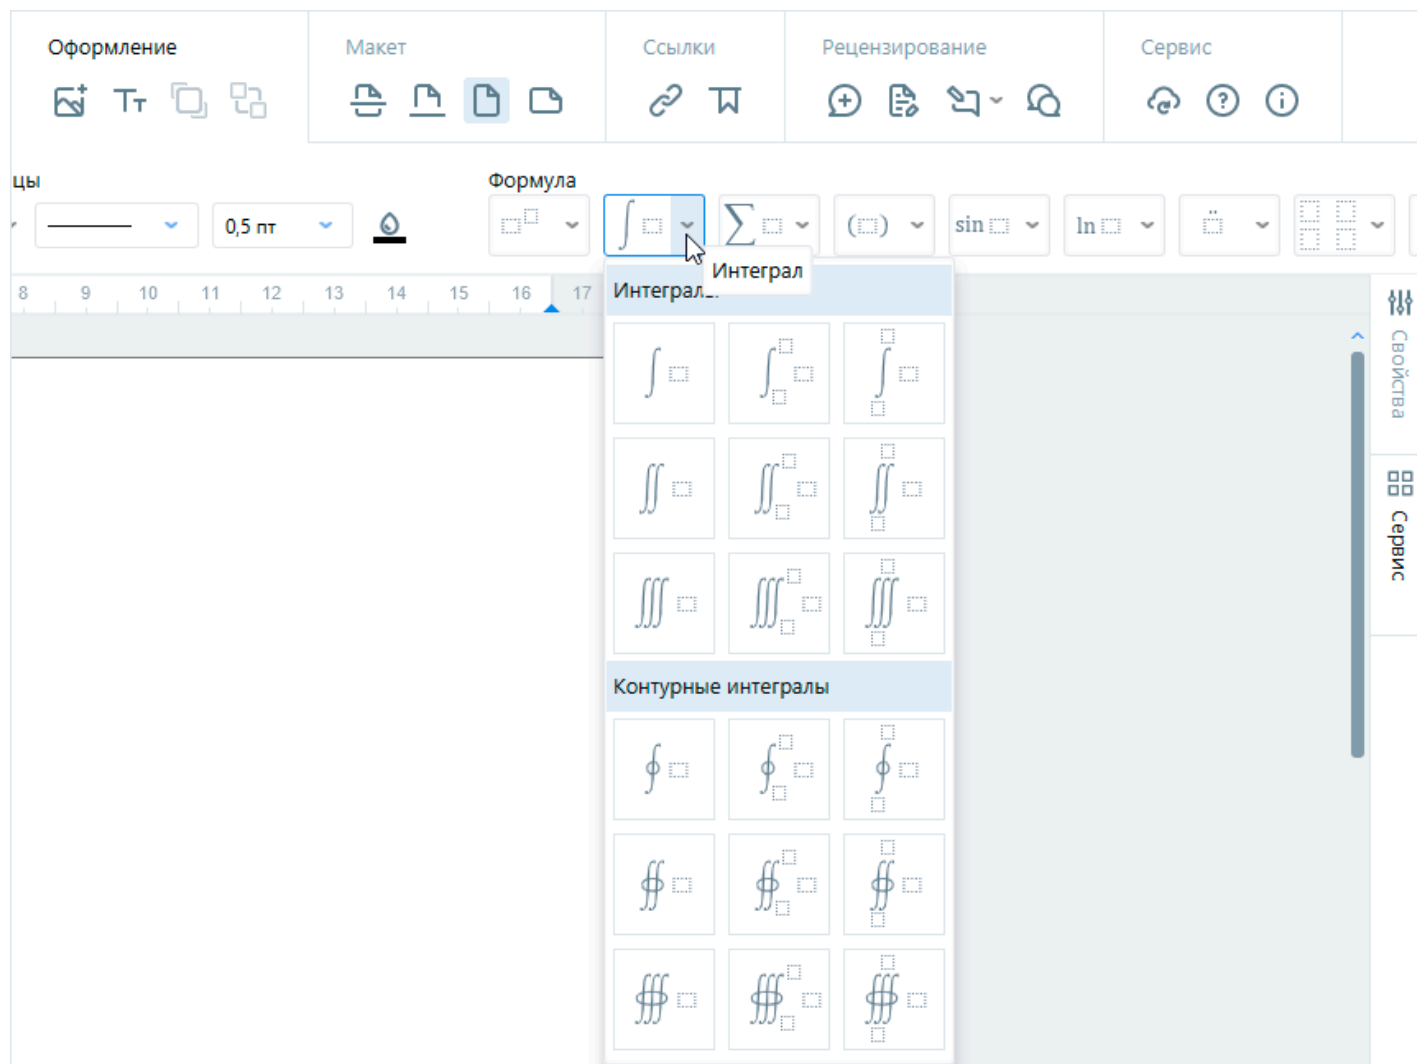 Оформление
Макет
Ссылки
Рецензирование
Сервис
цы
Формула
0,5 пт
sin
ln
Интеграл
8 9 10 11 12 13 14 15 16 17
Свойства
Сервис
Контурные интегралы